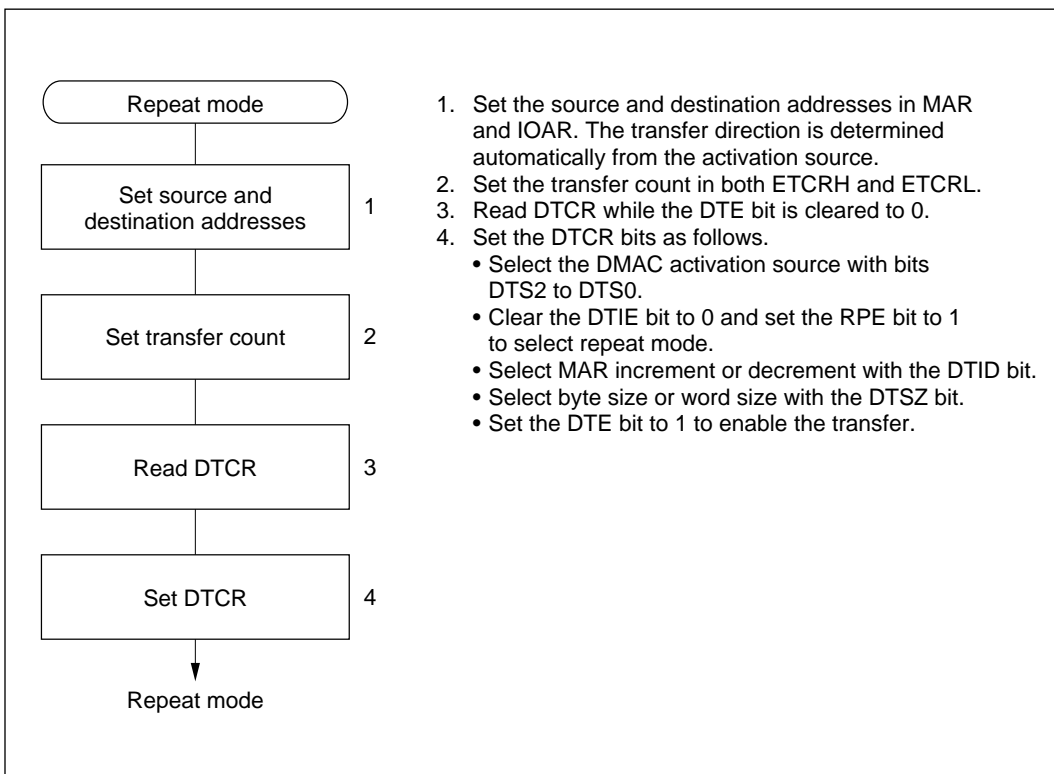 Repeat mode
Set source and
destination addresses
1
Set transfer count
2
Read DTCR
3
Set DTCR
4
Repeat mode
1. Set the source and destination addresses in MAR
and IOAR. The transfer direction is determined
automatically from the activation source.
2. Set the transfer count in both ETCRH and ETCRL.
3. Read DTCR while the DTE bit is cleared to 0.
4. Set the DTCR bits as follows.
• Select the DMAC activation source with bits
DTS2 to DTS0.
• Clear the DTIE bit to 0 and set the RPE bit to 1
to select repeat mode.
• Select MAR increment or decrement with the DTID bit.
• Select byte size or word size with the DTSZ bit.
• Set the DTE bit to 1 to enable the transfer.